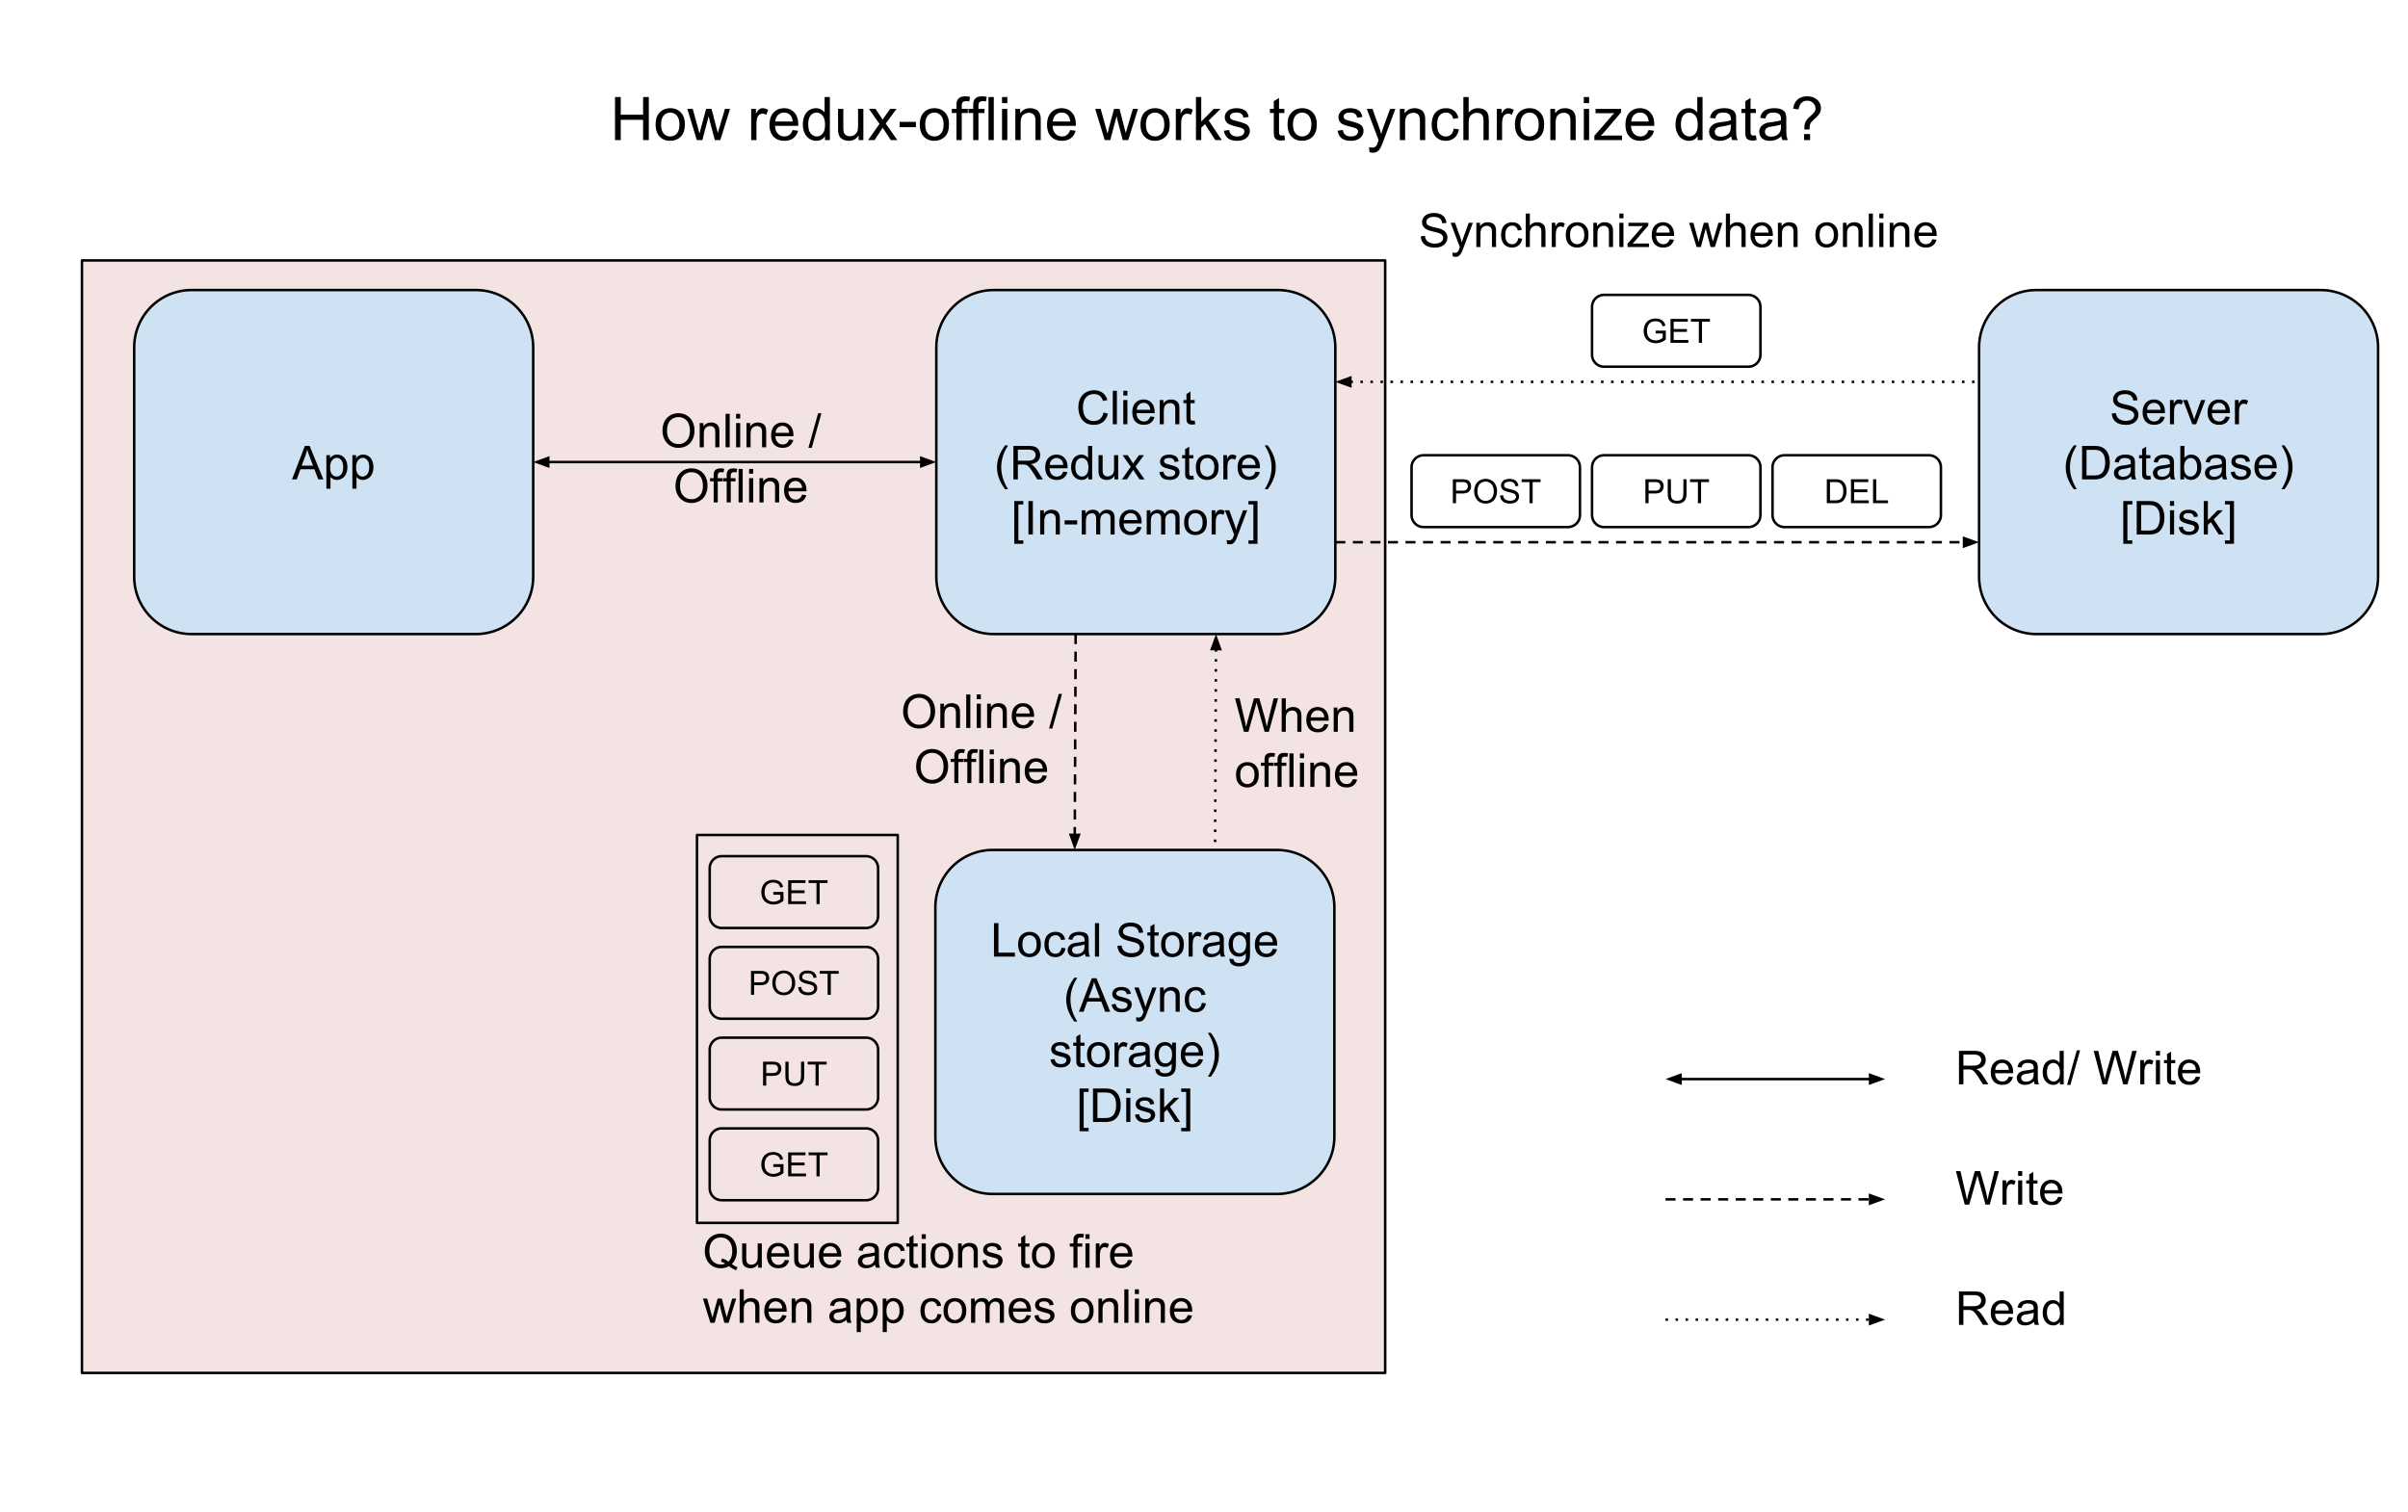 How redux-offline works to synchronize data?
Synchronize when online
GET
App
Online /
Offline
Client
(Redux store)
[In-memory]
POST
PUT
DEL
Server
(Database)
[Disk]
Online /
Offline
When
offline
GET
POST
PUT
GET
Queue actions to fire
when app comes online
Local Storage
(Async
storage)
[Disk]
Read/ Write
Write
Read